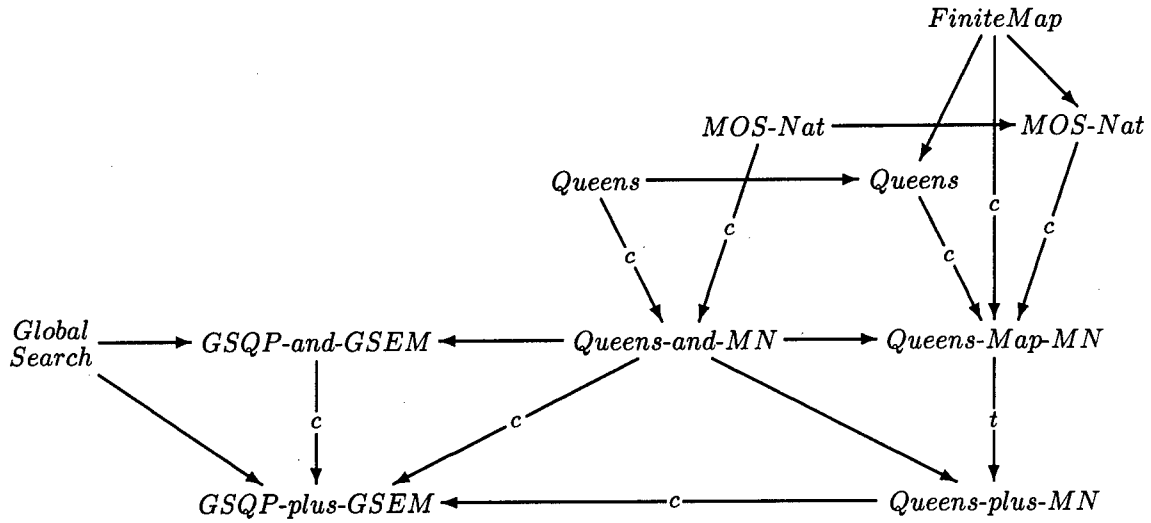 FiniteMap
MOS-Nat
MOS-Nat
Queens
Queens
c
c
c
c
c
Global
Search
GSQP-and-GSEM
Queens-and-MN
Queens-Map-MN
c
c
t
GSQP-plus-GSEM
c
Queens-plus-MN